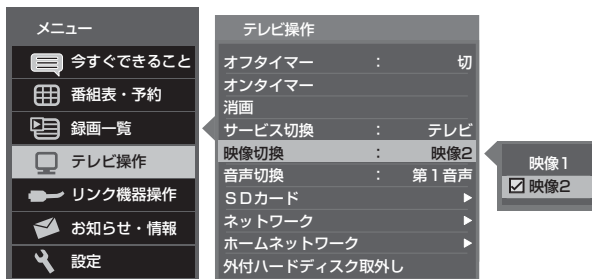 メニュー
今すぐできること
番組表・予約
録画一覧
テレビ操作
リンク機器操作
お知らせ・情報
設定
テレビ操作
オフタイマー : 切
オンタイマー
消画
サービス切換 : テレビ
映像切換 : 映像2
音声切換 : 第1音声
SDカード
ネットワーク
ホームネットワーク
外付ハードディスク取外し
映像1
映像2